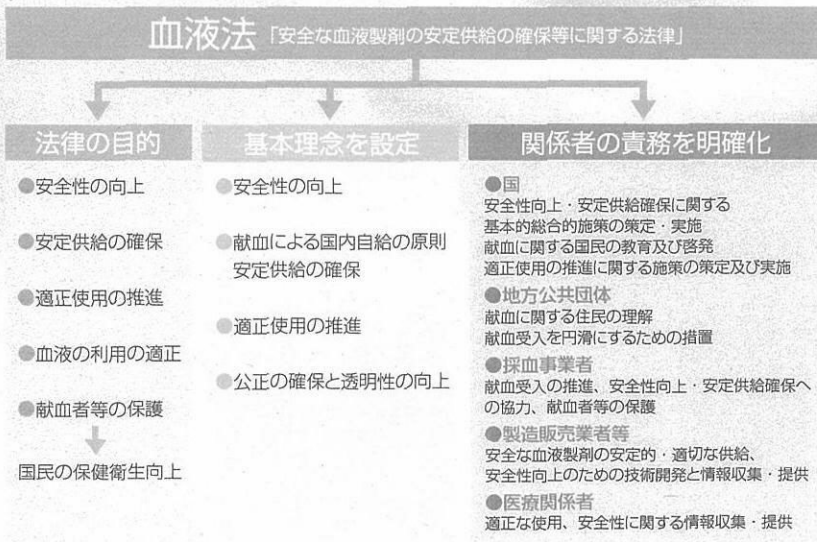 血液法「安全な血液製剤の安定供給の確保等に関する法律」
法律の目的
●安全性の向上
●安定供給の確保
●適正使用の推進
●血液の利用の適正
●献血者等の保護
国民の保健衛生向上
基本理念を設定
●安全性の向上
●献血による国内自給の原則
安定供給の確保
●適正使用の推進
●公正の確保と透明性の向上
関係者の責務を明確化
●国
安全性向上・安定供給確保に関する
基本的総合的施策の策定・実施
献血に関する国民の教育及び啓発
適正使用の推進に関する施策の策定及び実施
●地方公共団体
献血に関する住民の理解
献血受入を円滑にするための措置
●採血事業者
献血受入の推進、安全性向上・安定供給確保へ
の協力、献血者等の保護
●製造販売業者等
安全な血液製剤の安定的・適切な供給、
安全性向上のための技術開発と情報収集・提供
●医療関係者
適正な使用、安全性に関する情報収集・提供